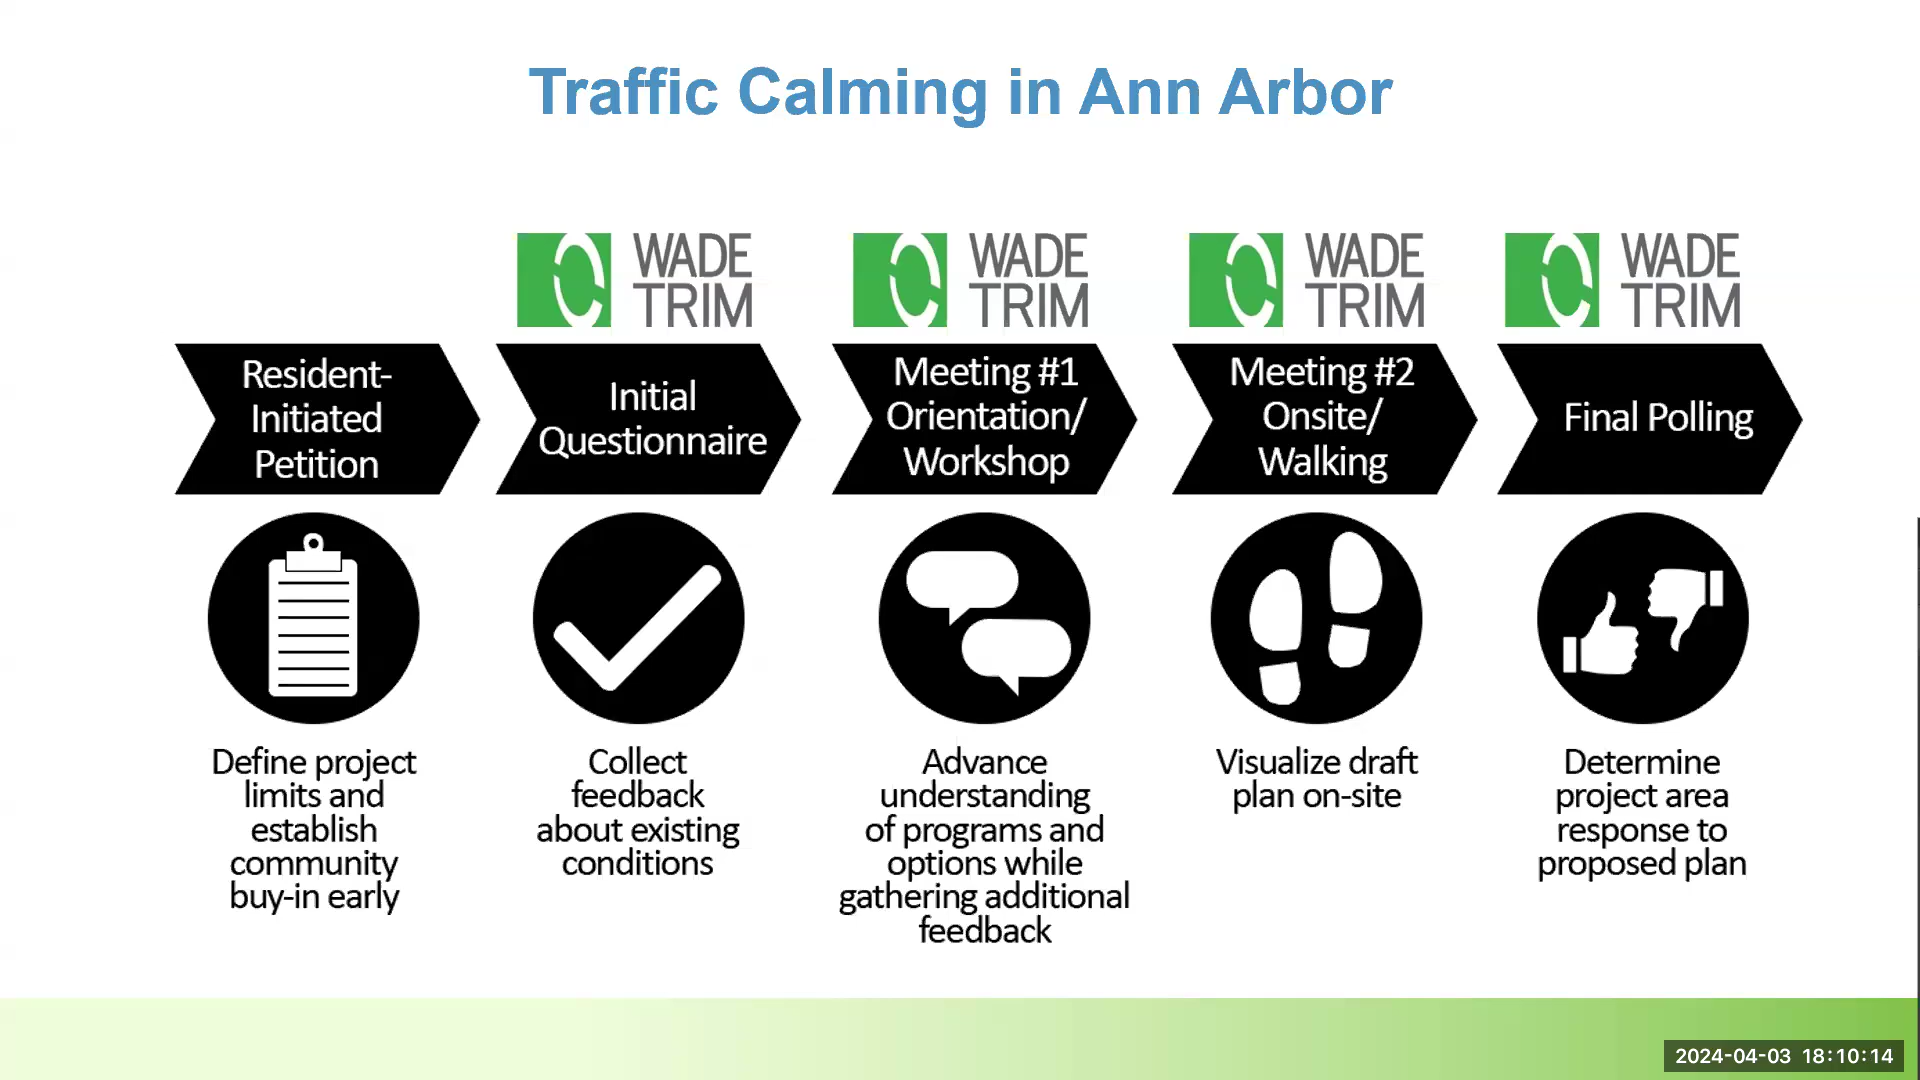 Traffic Calming in Ann Arbor
WADE
TRIM
WADE
TRIM
WADE
TRIM
WADE
TRIM
Resident-
Initiated
Petition
Initial
Questionnaire
Meeting #1
Orientation/
Workshop
Meeting #2
Onsite/
Walking
Final Polling
Define project
limits and
establish
community
buy-in early
Collect
feedback
about existing
conditions
Advance
understanding
of programs and
options while
gathering additional
feedback
Visualize draft
plan on-site
Determine
project area
response to
proposed plan
2024-04-03 18:10:14